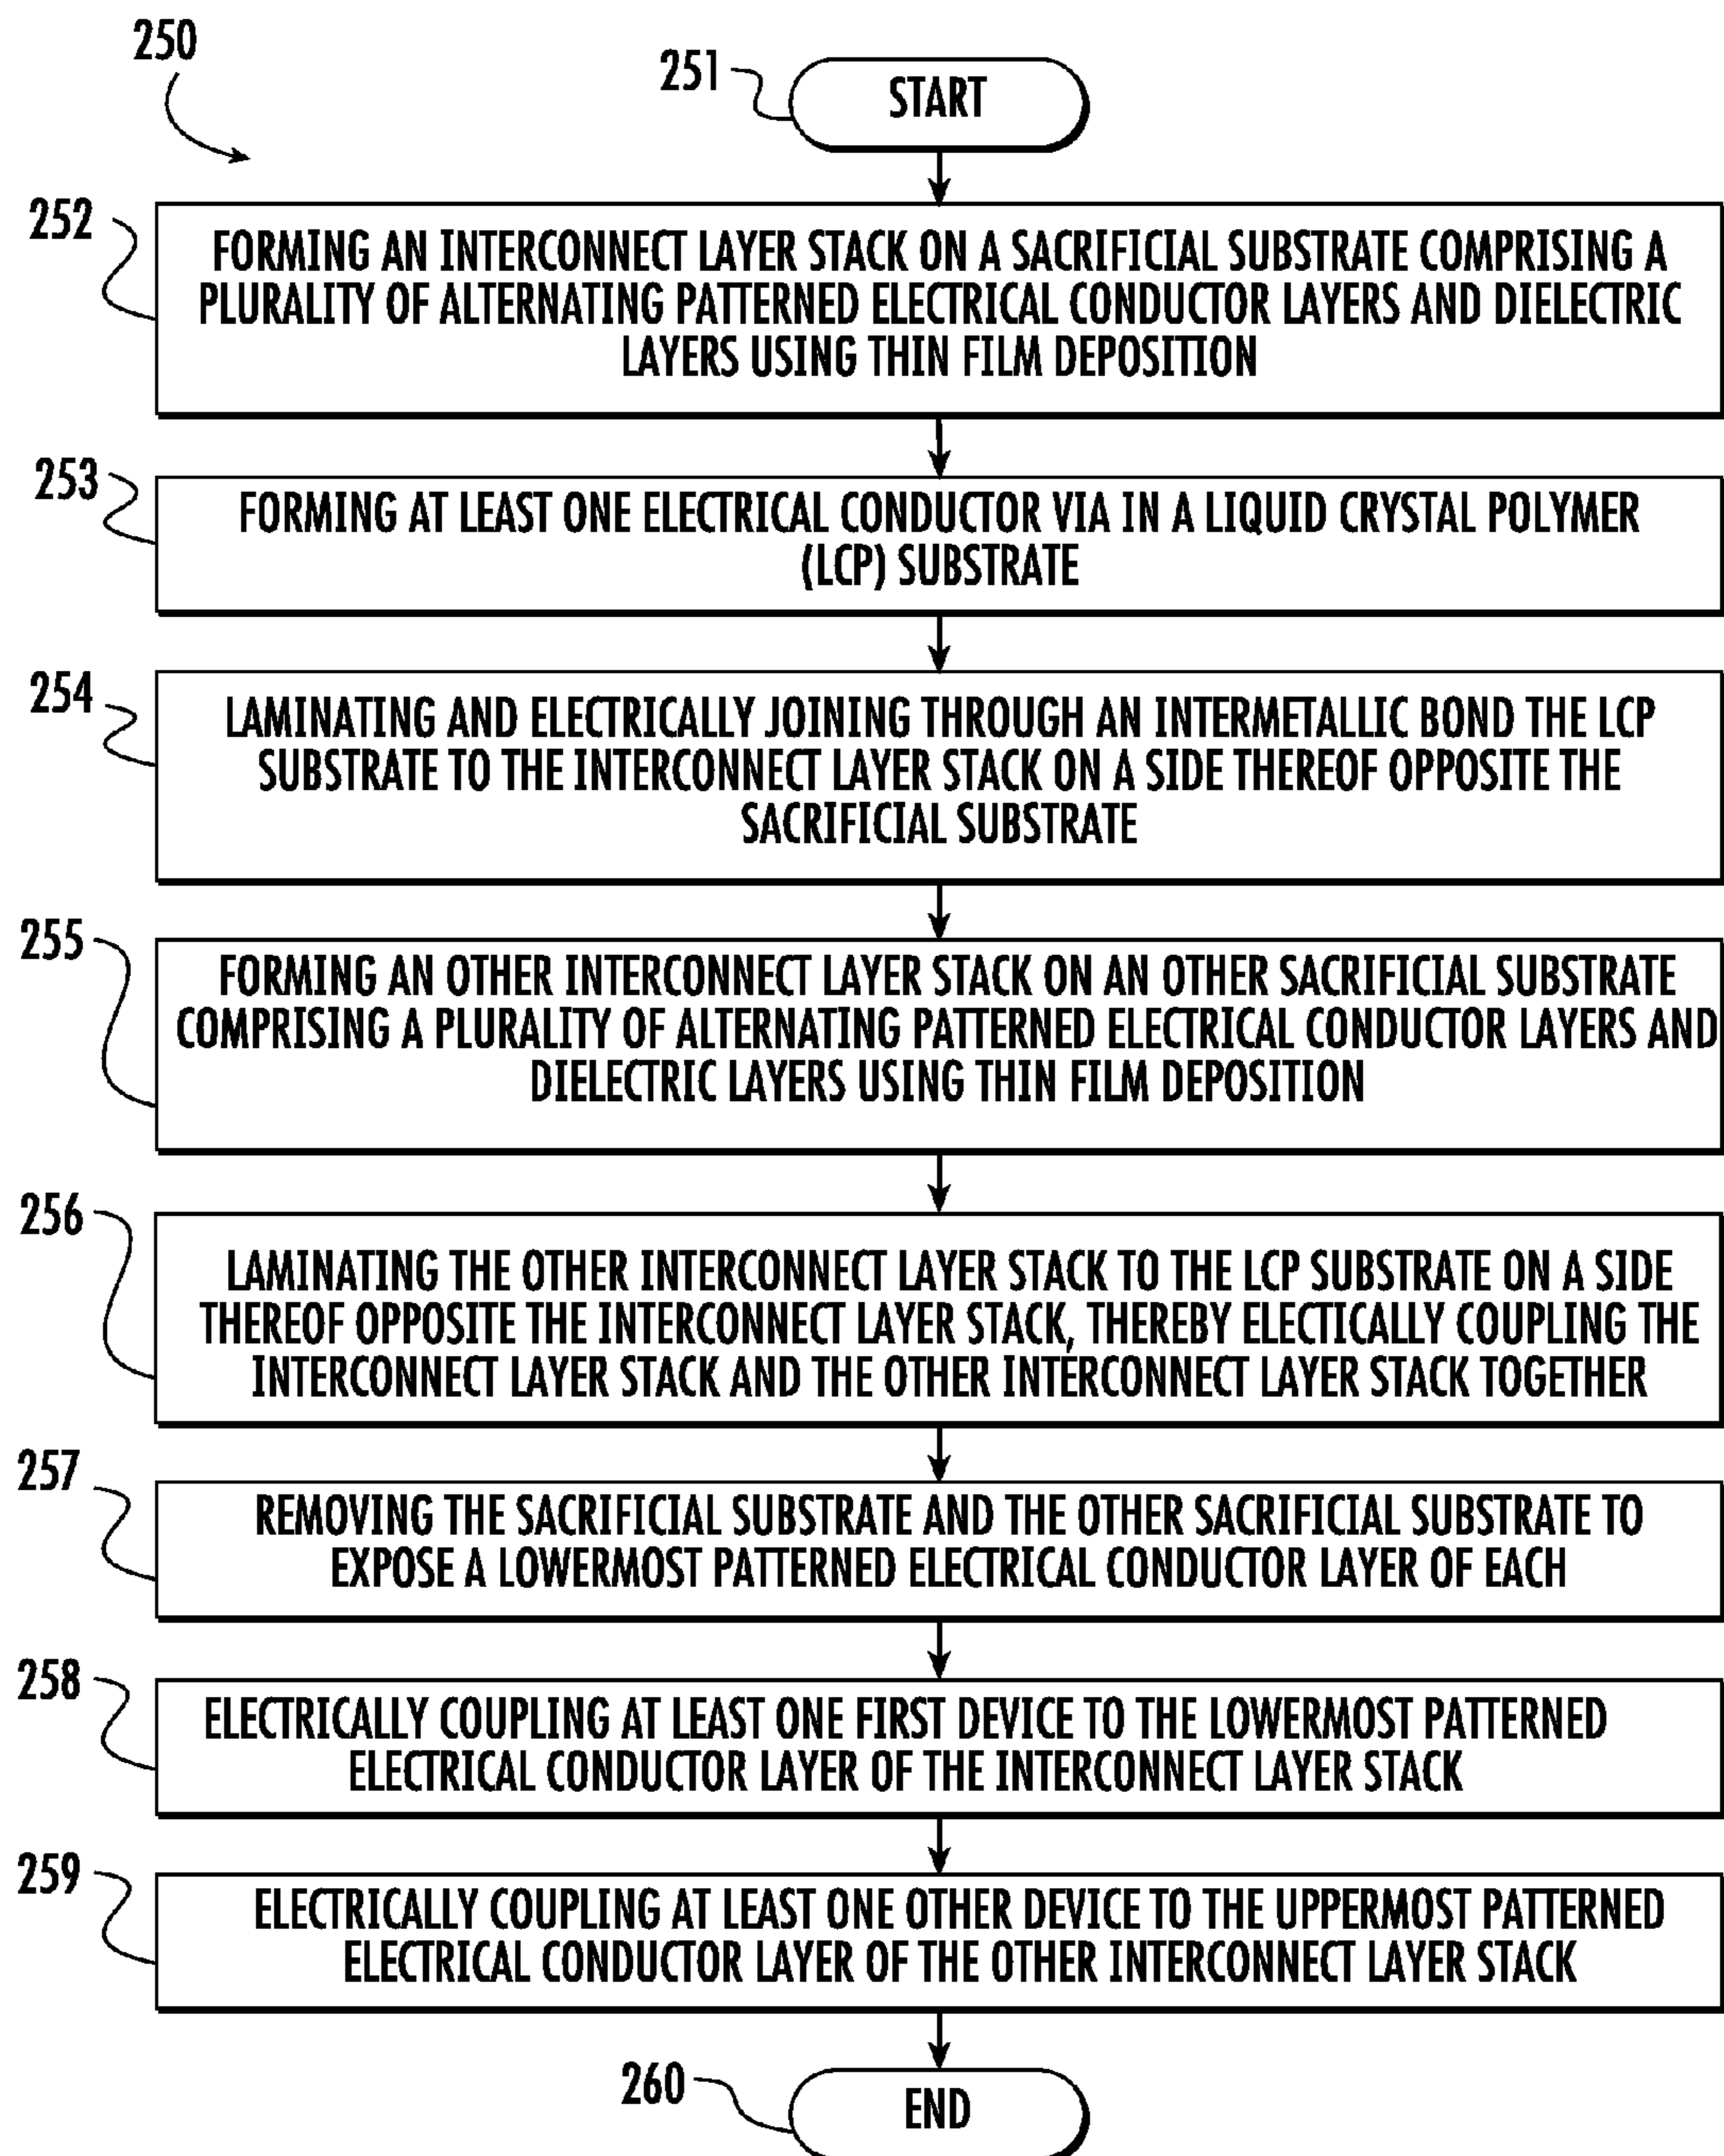 250
251
START
252
FORMING AN INTERCONNECT LAYER STACK ON A SACRIFICIAL SUBSTRATE COMPRISING A
PLURALITY OF ALTERNATING PATTERNED ELECTRICAL CONDUCTOR LAYERS AND DIELECTRIC
LAYERS USING THIN FILM DEPOSITION
253
FORMING AT LEAST ONE ELECTRICAL CONDUCTOR VIA IN A LIQUID CRYSTAL POLYMER
(LCP) SUBSTRATE
254
LAMINATING AND ELECTRICALLY JOINING THROUGH AN INTERMETALLIC BOND THE LCP
SUBSTRATE TO THE INTERCONNECT LAYER STACK ON A SIDE THEREOF OPPOSITE THE
SACRIFICIAL SUBSTRATE
255
FORMING AN OTHER INTERCONNECT LAYER STACK ON AN OTHER SACRIFICIAL SUBSTRATE
COMPRISING A PLURALITY OF ALTERNATING PATTERNED ELECTRICAL CONDUCTOR LAYERS AND
DIELECTRIC LAYERS USING THIN FILM DEPOSITION
256
LAMINATING THE OTHER INTERCONNECT LAYER STACK TO THE LCP SUBSTRATE ON A SIDE
THEREOF OPPOSITE THE INTERCONNECT LAYER STACK, THEREBY ELECTICALLY COUPLING THE
INTERCONNECT LAYER STACK AND THE OTHER INTERCONNECT LAYER STACK TOGETHER
257
REMOVING THE SACRIFICIAL SUBSTRATE AND THE OTHER SACRIFICIAL SUBSTRATE TO
EXPOSE A LOWERMOST PATTERNED ELECTRICAL CONDUCTOR LAYER OF EACH
258
ELECTRICALLY COUPLING AT LEAST ONE FIRST DEVICE TO THE LOWERMOST PATTERNED
ELECTRICAL CONDUCTOR LAYER OF THE INTERCONNECT LAYER STACK
259
ELECTRICALLY COUPLING AT LEAST ONE OTHER DEVICE TO THE UPPERMOST PATTERNED
ELECTRICAL CONDUCTOR LAYER OF THE OTHER INTERCONNECT LAYER STACK
260
END